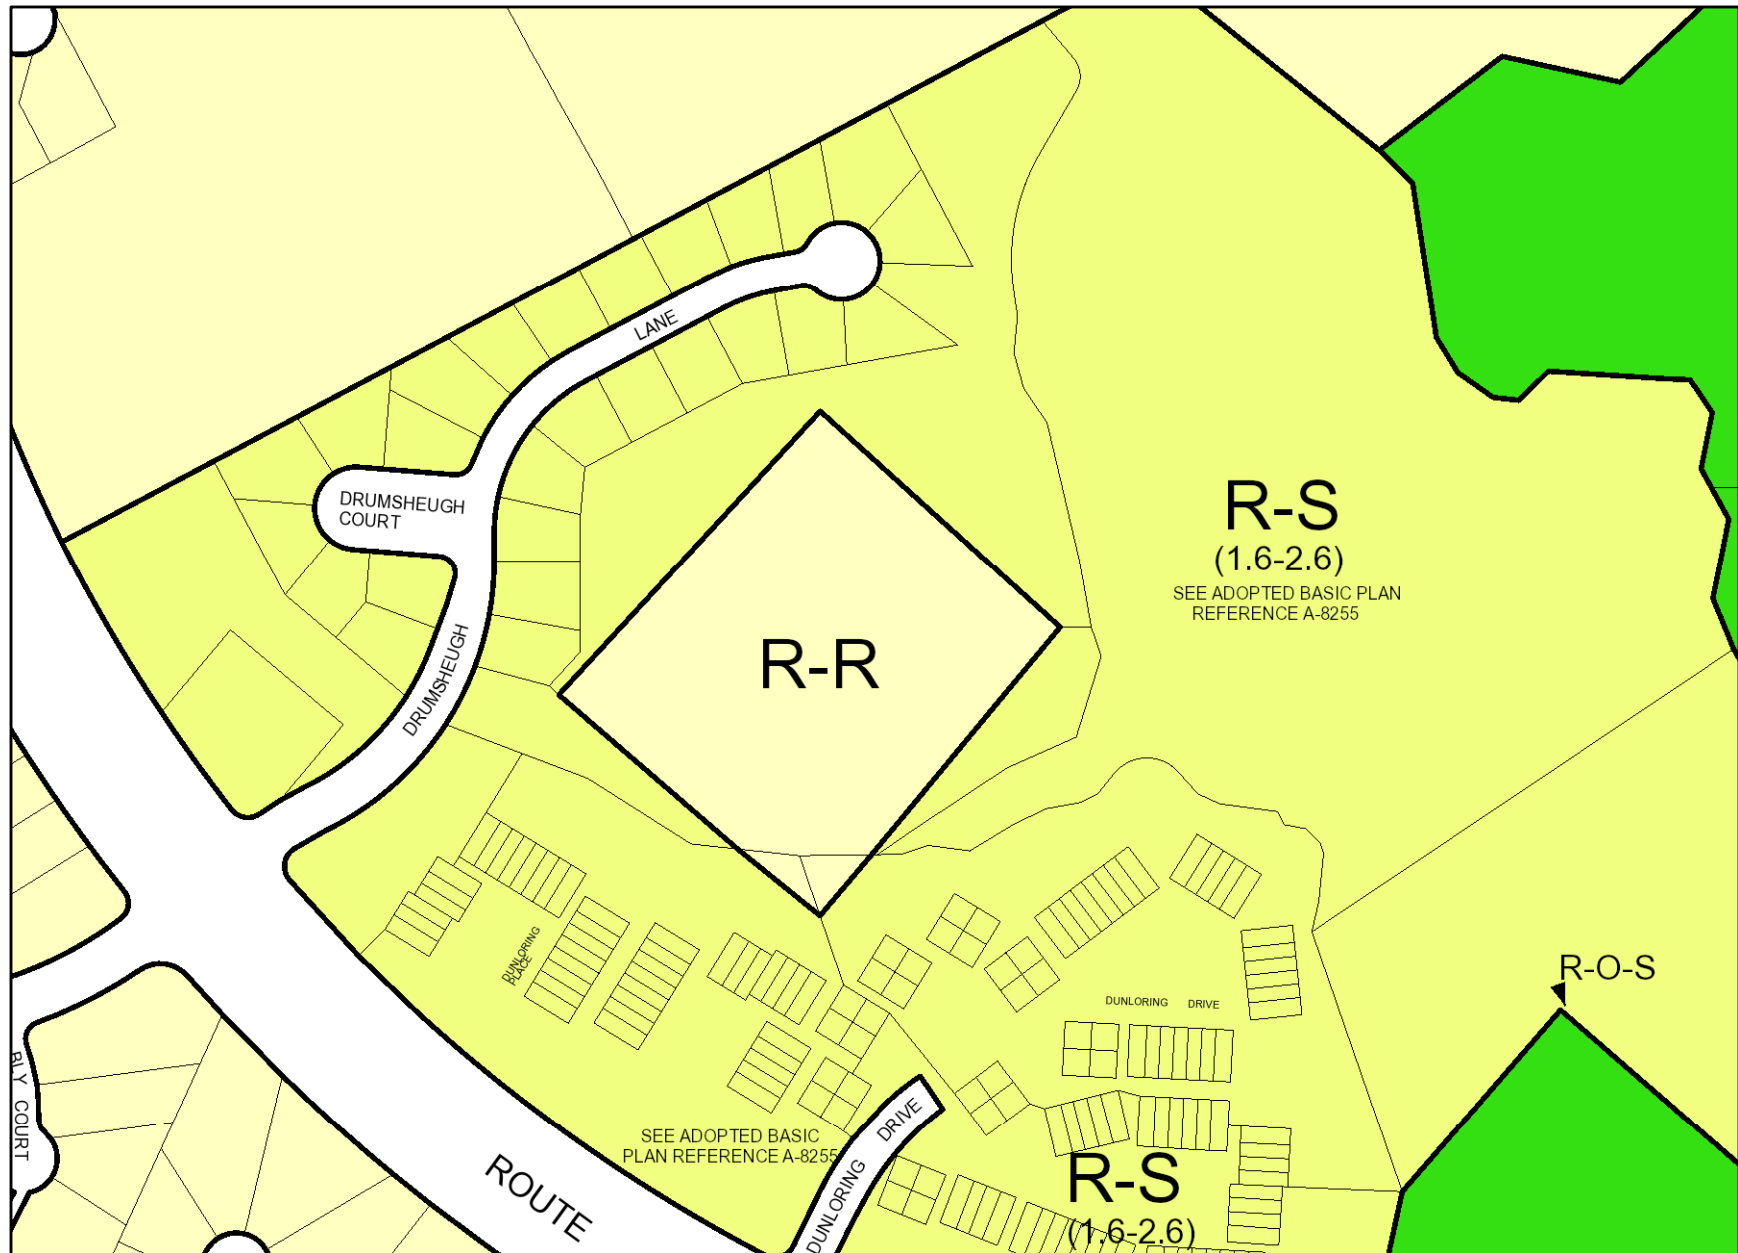 LANE
DRUMSHEUGH
COURT
R-S
(1.6-2.6)
SEE ADOPTED BASIC PLAN
REFERENCE A-8255
DRUMSHEUGH
R-R
DUNLORING
PLACE
R-O-S
DUNLORING DRIVE
BLY COURT
SEE ADOPTED BASIC
PLAN REFERENCE A-8255
DUNLORING DRIVE
ROUTE
R-S
(1.6-2.6)